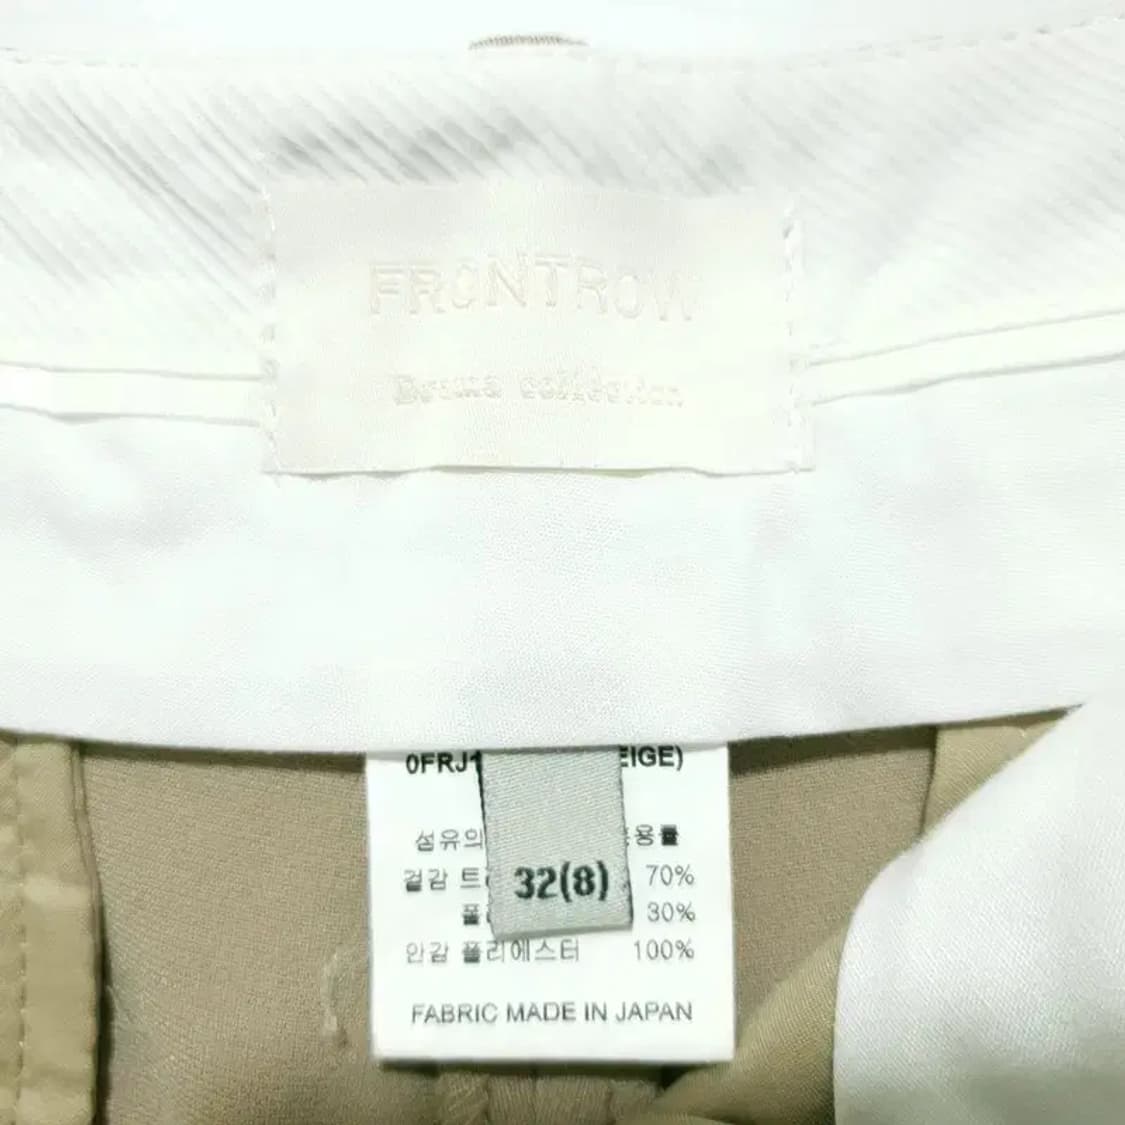 FRONTROW
Drama collection
0FRJ1 EIGE)
섬유의 용률
겉감 트 70%
폴 30%
안감 폴리에스터 100%
32(8)
FABRIC MADE IN JAPAN